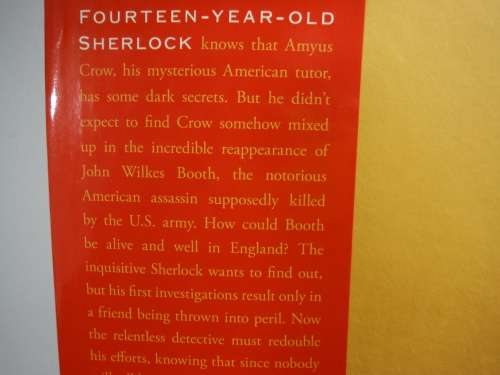 FOURTEEN-YEAR-OLD
SHERLOCK knows that Amyus
Crow, his mysterious American tutor,
has some dark secrets. But he didn't
expect to find Crow somehow mixed
up in the incredible reappearance of
John Wilkes Booth, the notorious
American assassin supposedly killed
by the U.S. army. How could Booth
be alive and well in England? The
inquisitive Sherlock wants to find out,
but his first investigations result only in
a friend being thrown into peril. Now
the relentless detective must redouble
his efforts, knowing that since nobody